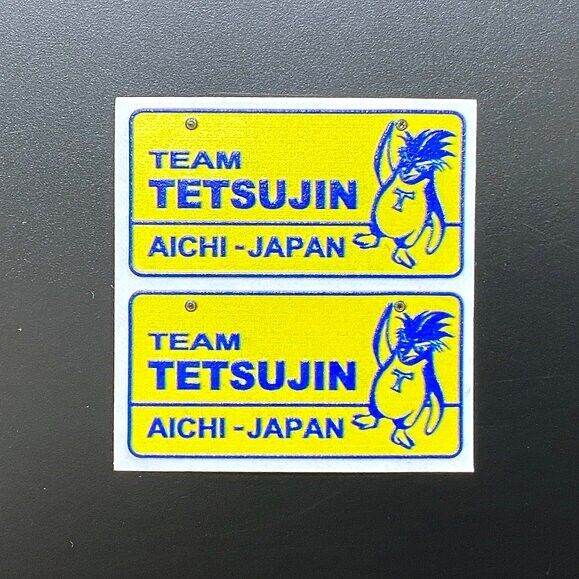 TEAM
TETSUJIN
AICHI - JAPAN
T
TEAM
TETSUJIN
AICHI - JAPAN
T